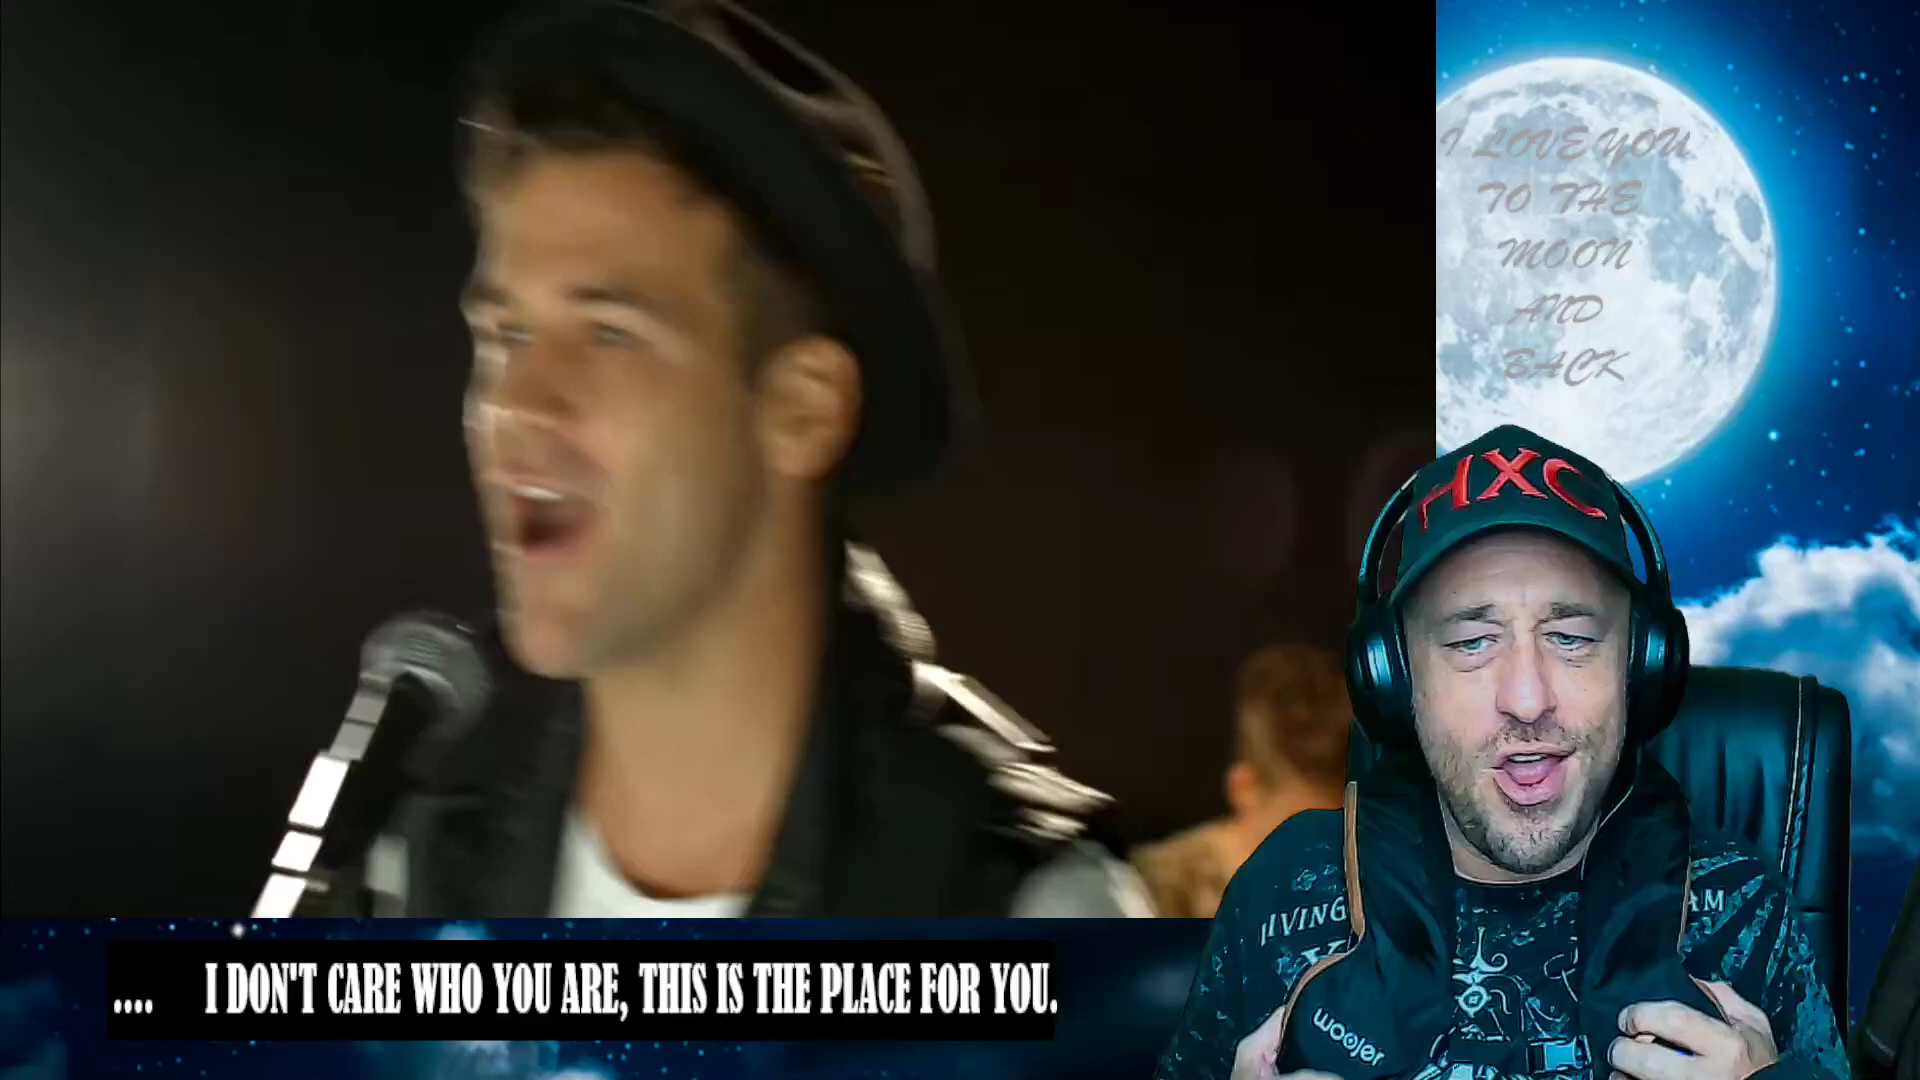 I LOVE YOU
TO THE
MOON
AND
BACK
HXC
LIVING
AM
woojer
.... I DON'T CARE WHO YOU ARE, THIS IS THE PLACE FOR YOU.